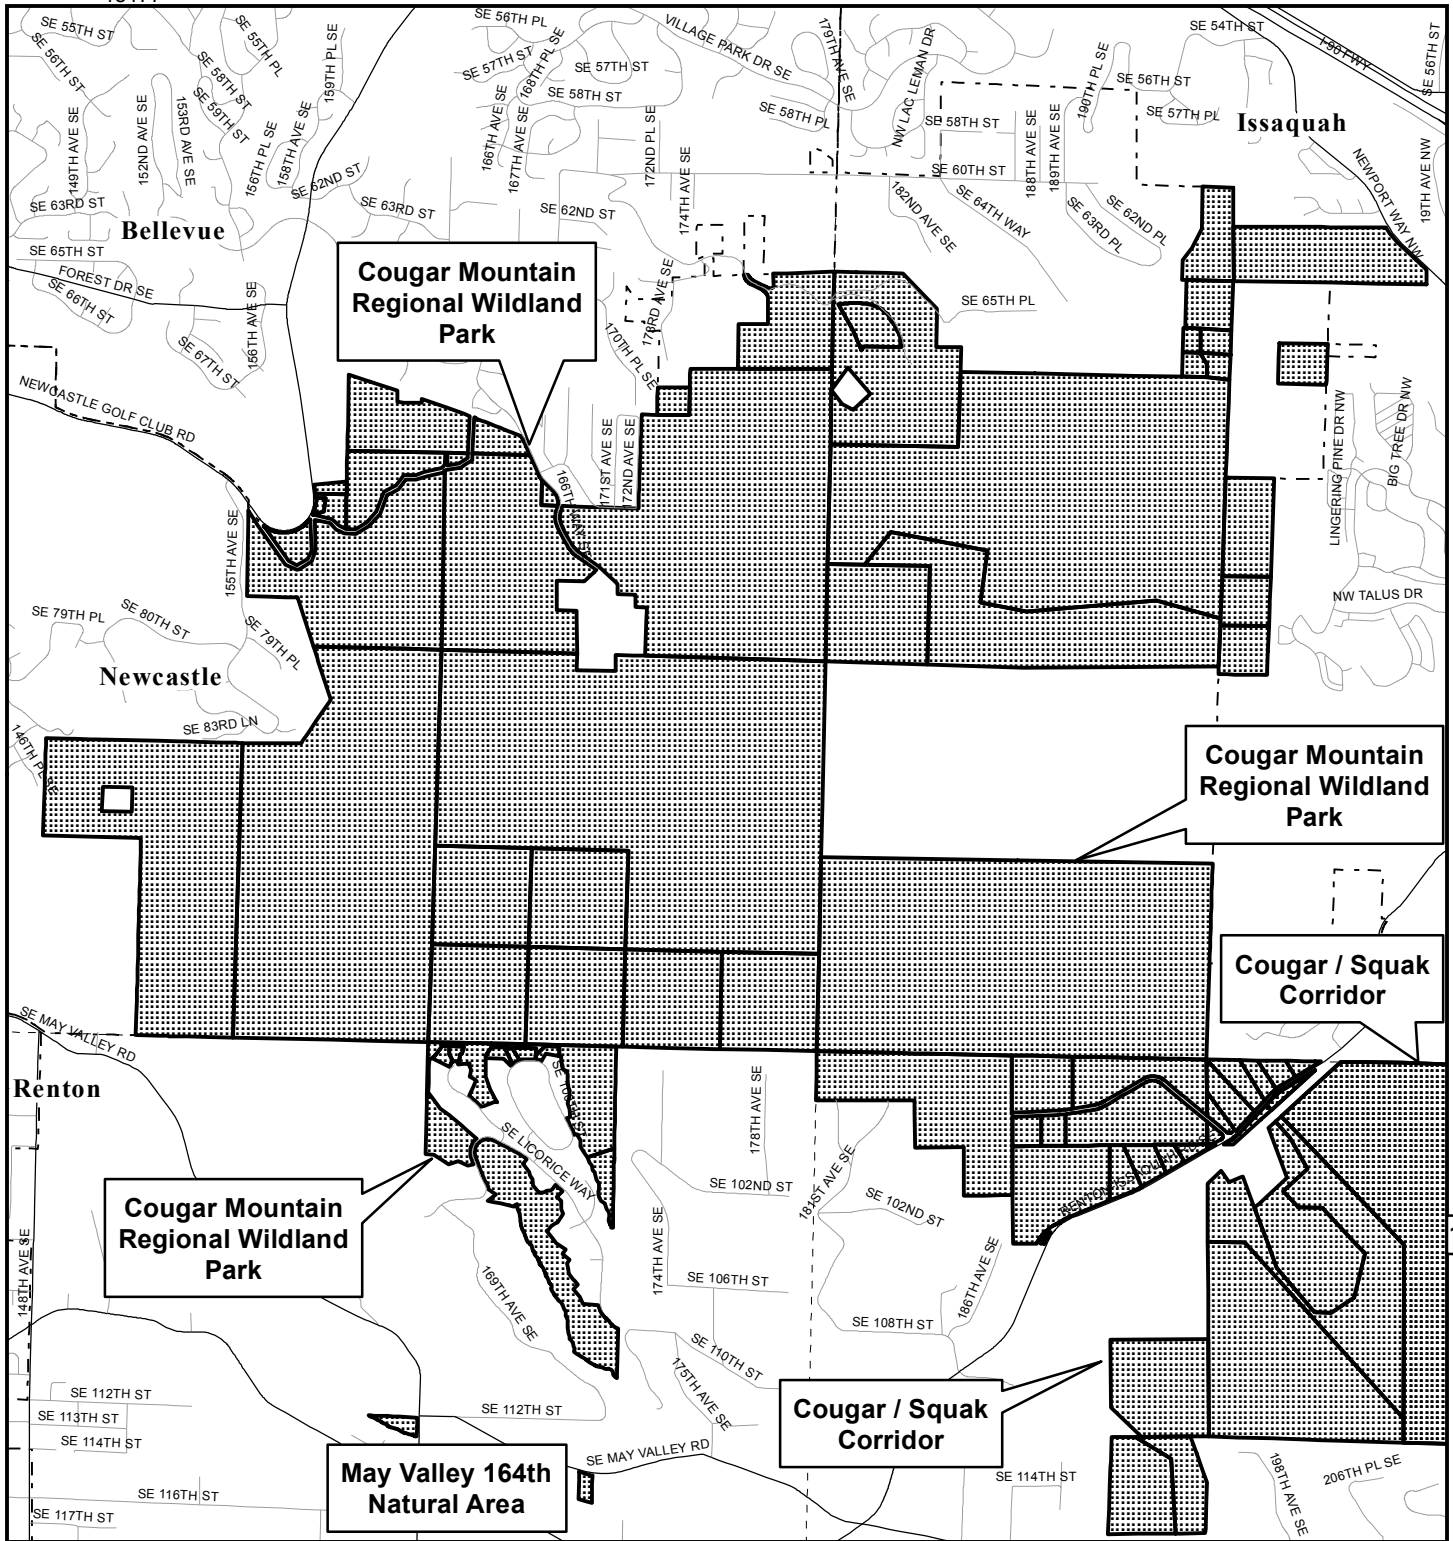 SE 55TH ST
SE 56TH ST
SE 55TH PL
SE 58TH ST
SE 59TH ST
159TH PL SE
SE 56TH PL
SE 57TH ST
168TH PL SE
SE 57TH ST
SE 58TH ST
VILLAGE PARK DR SE
179TH AVE SE
SE 58TH PL
NW LAC LEMAN DR
SE 54TH ST
I-90 FWY
SE 56TH ST
190TH PL SE
SE 56TH ST
SE 57TH PL
SE 58TH ST
Issaquah
149TH AVE SE
152ND AVE SE
153RD AVE SE
156TH PL SE
158TH AVE SE
166TH AVE SE
167TH AVE SE
172ND PL SE
174TH AVE SE
188TH AVE SE
189TH AVE SE
NEWPORT WAY NW
19TH AVE NW
SE 60TH ST
SE 62ND ST
SE 63RD ST
SE 62ND ST
SE 63RD ST
182ND AVE SE
SE 64TH WAY
SE 63RD PL
SE 62ND PL
Bellevue
SE 65TH ST
FOREST DR SE
SE 66TH ST
SE 67TH ST
156TH AVE SE
Cougar Mountain
Regional Wildland
Park
178RD AVE SE
170TH PL SE
SE 65TH PL
NEWCASTLE GOLF CLUB RD
171ST AVE SE
172ND AVE SE
166TH WAY SE
LINGERING PINE DR NW
BIG TREE DR NW
NW TALUS DR
155TH AVE SE
SE 79TH PL
SE 80TH ST
SE 79TH PL
Newcastle
SE 83RD LN
146TH PL SE
Cougar Mountain
Regional Wildland
Park
Cougar / Squak
Corridor
SE MAY VALLEY RD
Renton
SE 100TH ST
SE LICORICE WAY
178TH AVE SE
181ST AVE SE
SE 102ND ST
SE 102ND ST
Cougar Mountain
Regional Wildland
Park
148TH AVE SE
169TH AVE SE
174TH AVE SE
SE 106TH ST
186TH AVE SE
SE 108TH ST
SE 110TH ST
175TH AVE SE
Cougar / Squak
Corridor
SE 112TH ST
SE 113TH ST
SE 114TH ST
SE 112TH ST
SE MAY VALLEY RD
May Valley 164th
Natural Area
SE 114TH ST
198TH AVE SE
206TH PL SE
SE 116TH ST
SE 117TH ST